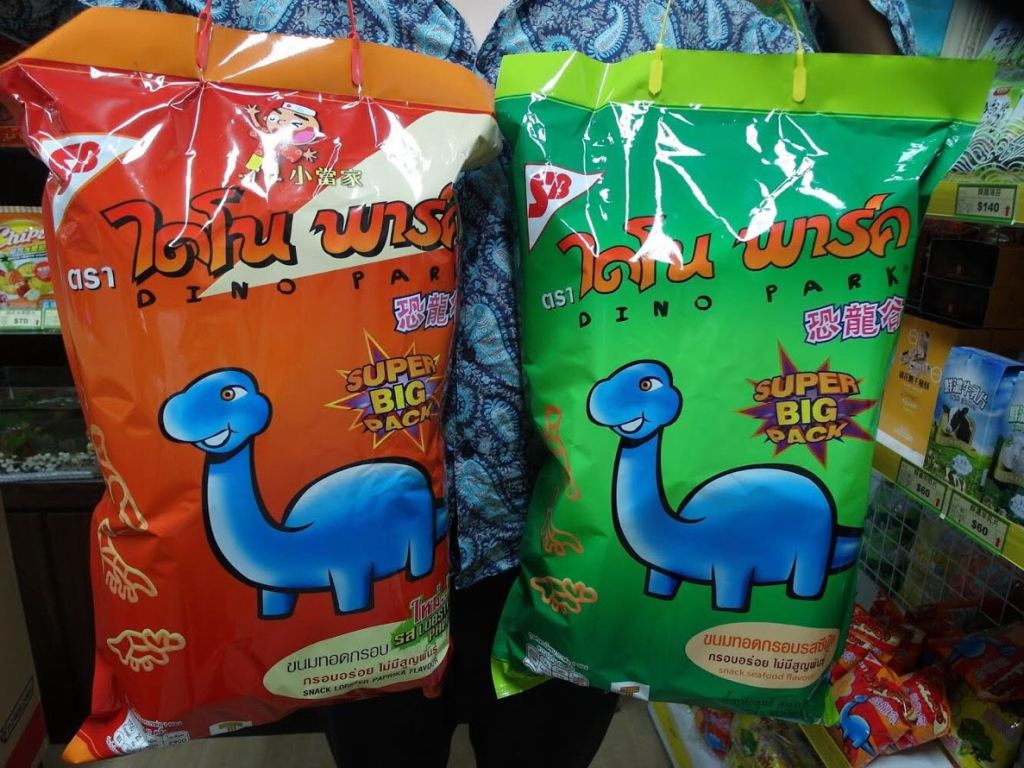 小當家
SB
ตรา ไดโน พาร์ค
DINO PARK
恐龍
SUPER
BIG
PACK
ขนมทอดกรอบ
กรอบอร่อย ไม่มีสูญพันธุ์
SNACK LOBSTER PAPRIKA FLAVOUR
SB
ตรา ไดโน พาร์ค
DINO PARK
恐龍谷
SUPER
BIG
PACK
ขนมทอดกรอบรสซีฟู้ด
กรอบอร่อย ไม่มีสูญพันธุ์
snack seafood flavour
Chips
$70
$140
$60
$60